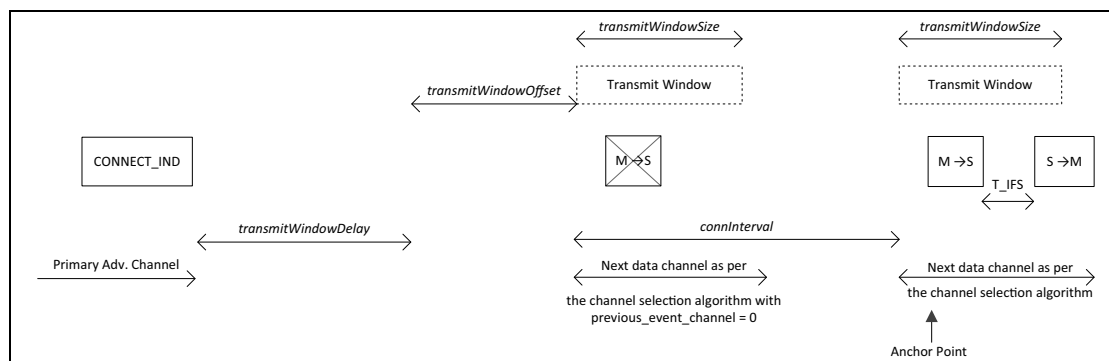 transmitWindowSize
transmitWindowSize
Transmit Window
Transmit Window
transmitWindowOffset
CONNECT_IND
M →S
M →S
S →M
T_IFS
transmitWindowDelay
connInterval
Primary Adv. Channel
Next data channel as per
the channel selection algorithm with
previous_event_channel = 0
Next data channel as per
the channel selection algorithm
Anchor Point